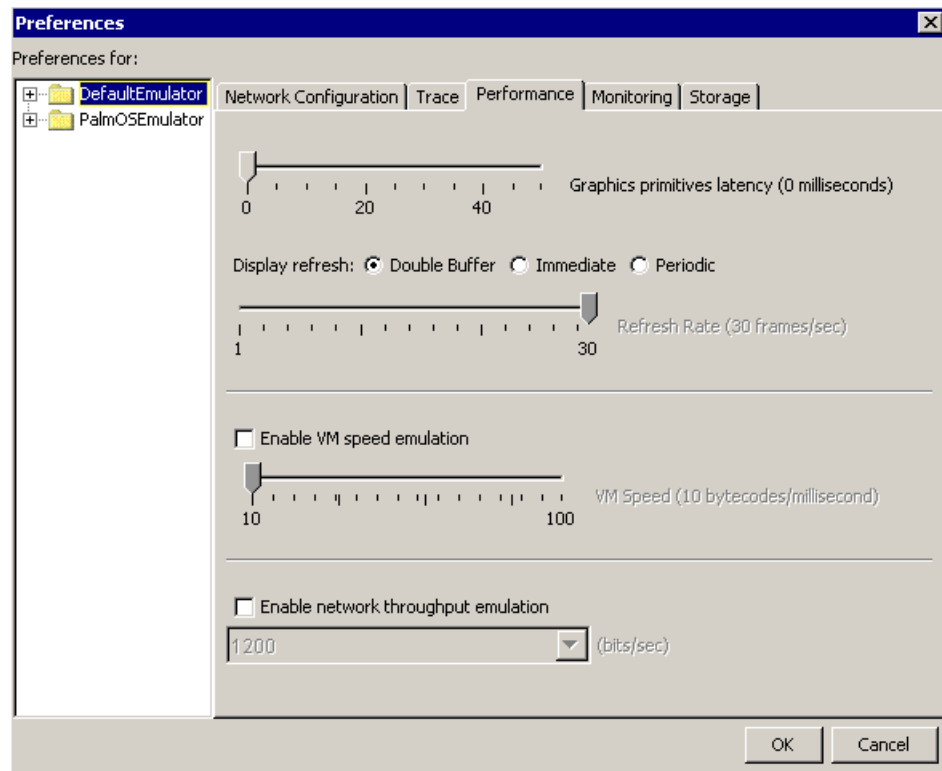 Preferences
Preferences for:
DefaultEmulator
PalmOSEmulator
Network Configuration Trace Performance Monitoring Storage
Graphics primitives latency (0 milliseconds)
0 20 40
Display refresh: Double Buffer Immediate Periodic
Refresh Rate (30 frames/sec)
1 30
Enable VM speed emulation
VM Speed (10 bytecodes/millisecond)
10 100
Enable network throughput emulation
1200 (bits/sec)
OK Cancel